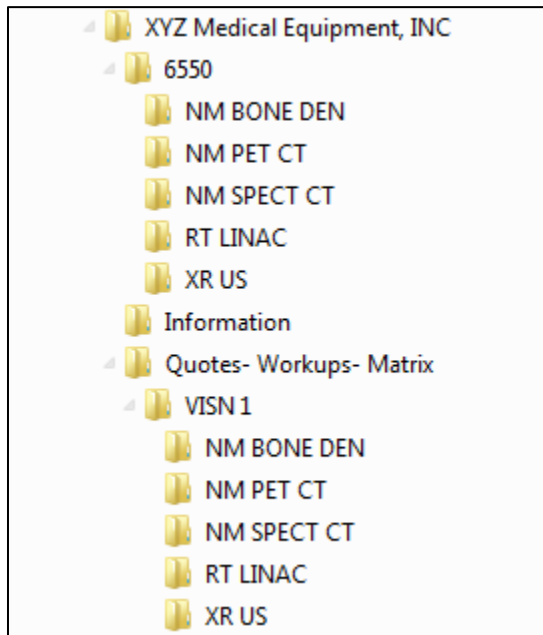 XYZ Medical Equipment, INC
6550
NM BONE DEN
NM PET CT
NM SPECT CT
RT LINAC
XR US
Information
Quotes- Workups- Matrix
VISN 1
NM BONE DEN
NM PET CT
NM SPECT CT
RT LINAC
XR US